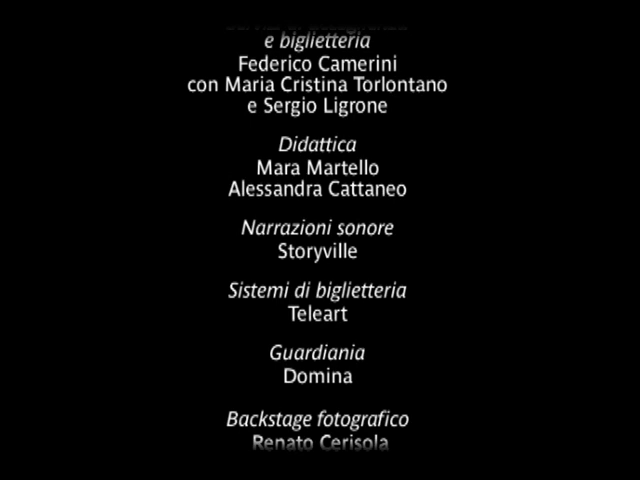 e biglietteria
Federico Camerini
con Maria Cristina Torlontano
e Sergio Ligrone
Didattica
Mara Martello
Alessandra Cattaneo
Narrazioni sonore
Storyville
Sistemi di biglietteria
Teleart
Guardiania
Domina
Backstage fotografico
Renato Cerisola